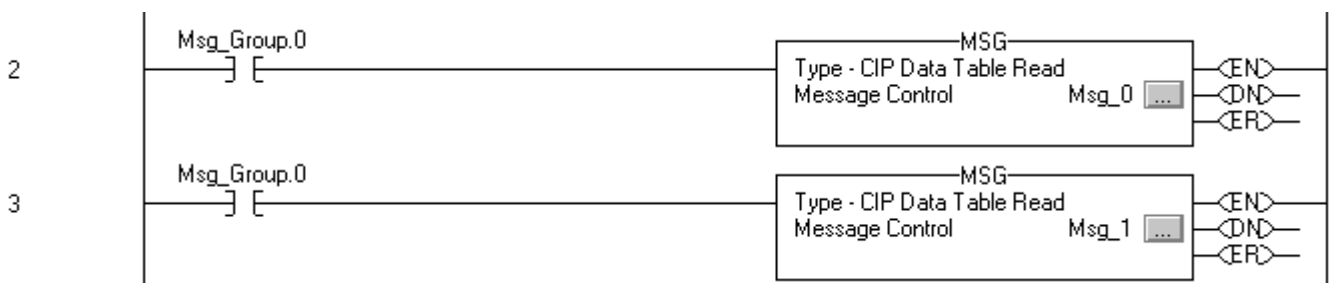 Msg_Group.0
MSG
2
Type - CIP Data Table Read
EN
Message Control Msg_0 ...
DN
ER
Msg_Group.0
MSG
3
Type - CIP Data Table Read
EN
Message Control Msg_1 ...
DN
ER